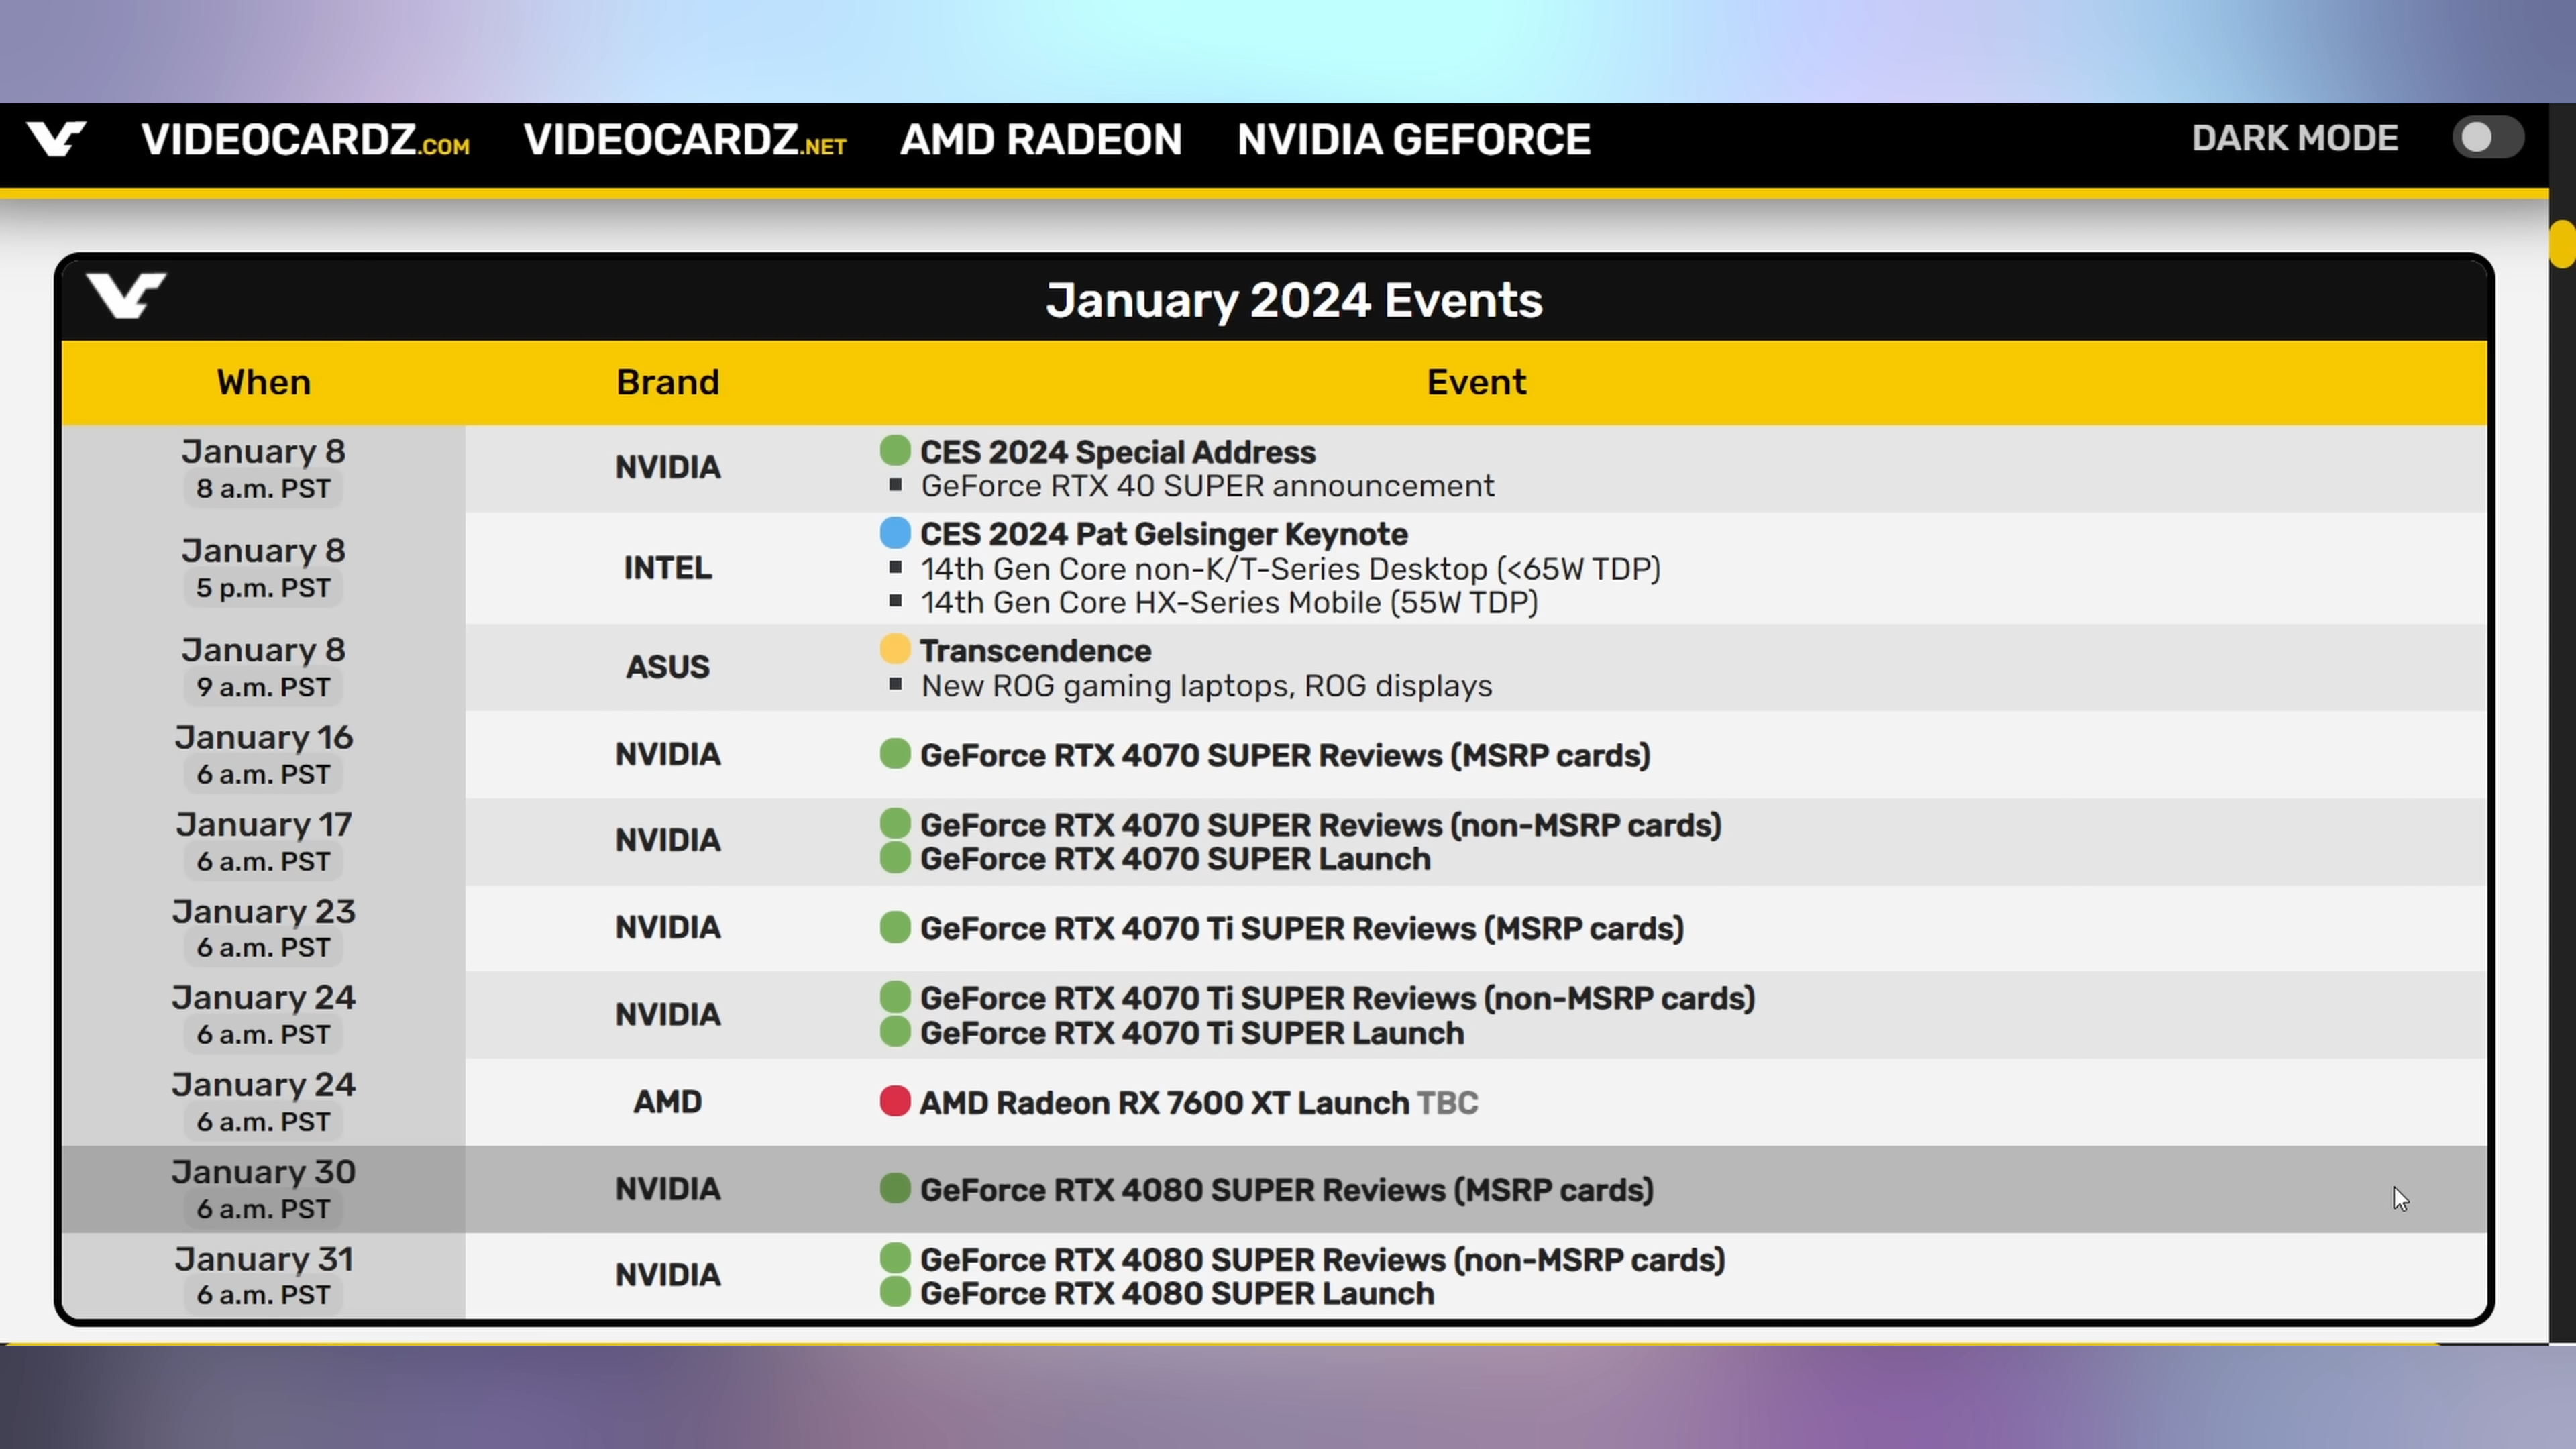 VIDEOCARDZ.COM VIDEOCARDZ.NET AMD RADEON NVIDIA GEFORCE DARK MODE
January 2024 Events
When Brand Event
January 8
8 a.m. PST
NVIDIA
CES 2024 Special Address
▪ GeForce RTX 40 SUPER announcement
January 8
5 p.m. PST
INTEL
CES 2024 Pat Gelsinger Keynote
▪ 14th Gen Core non-K/T-Series Desktop (<65W TDP)
▪ 14th Gen Core HX-Series Mobile (55W TDP)
January 8
9 a.m. PST
ASUS
Transcendence
▪ New ROG gaming laptops, ROG displays
January 16
6 a.m. PST
NVIDIA
GeForce RTX 4070 SUPER Reviews (MSRP cards)
January 17
6 a.m. PST
NVIDIA
GeForce RTX 4070 SUPER Reviews (non-MSRP cards)
GeForce RTX 4070 SUPER Launch
January 23
6 a.m. PST
NVIDIA
GeForce RTX 4070 Ti SUPER Reviews (MSRP cards)
January 24
6 a.m. PST
NVIDIA
GeForce RTX 4070 Ti SUPER Reviews (non-MSRP cards)
GeForce RTX 4070 Ti SUPER Launch
January 24
6 a.m. PST
AMD
AMD Radeon RX 7600 XT Launch TBC
January 30
6 a.m. PST
NVIDIA
GeForce RTX 4080 SUPER Reviews (MSRP cards)
January 31
6 a.m. PST
NVIDIA
GeForce RTX 4080 SUPER Reviews (non-MSRP cards)
GeForce RTX 4080 SUPER Launch